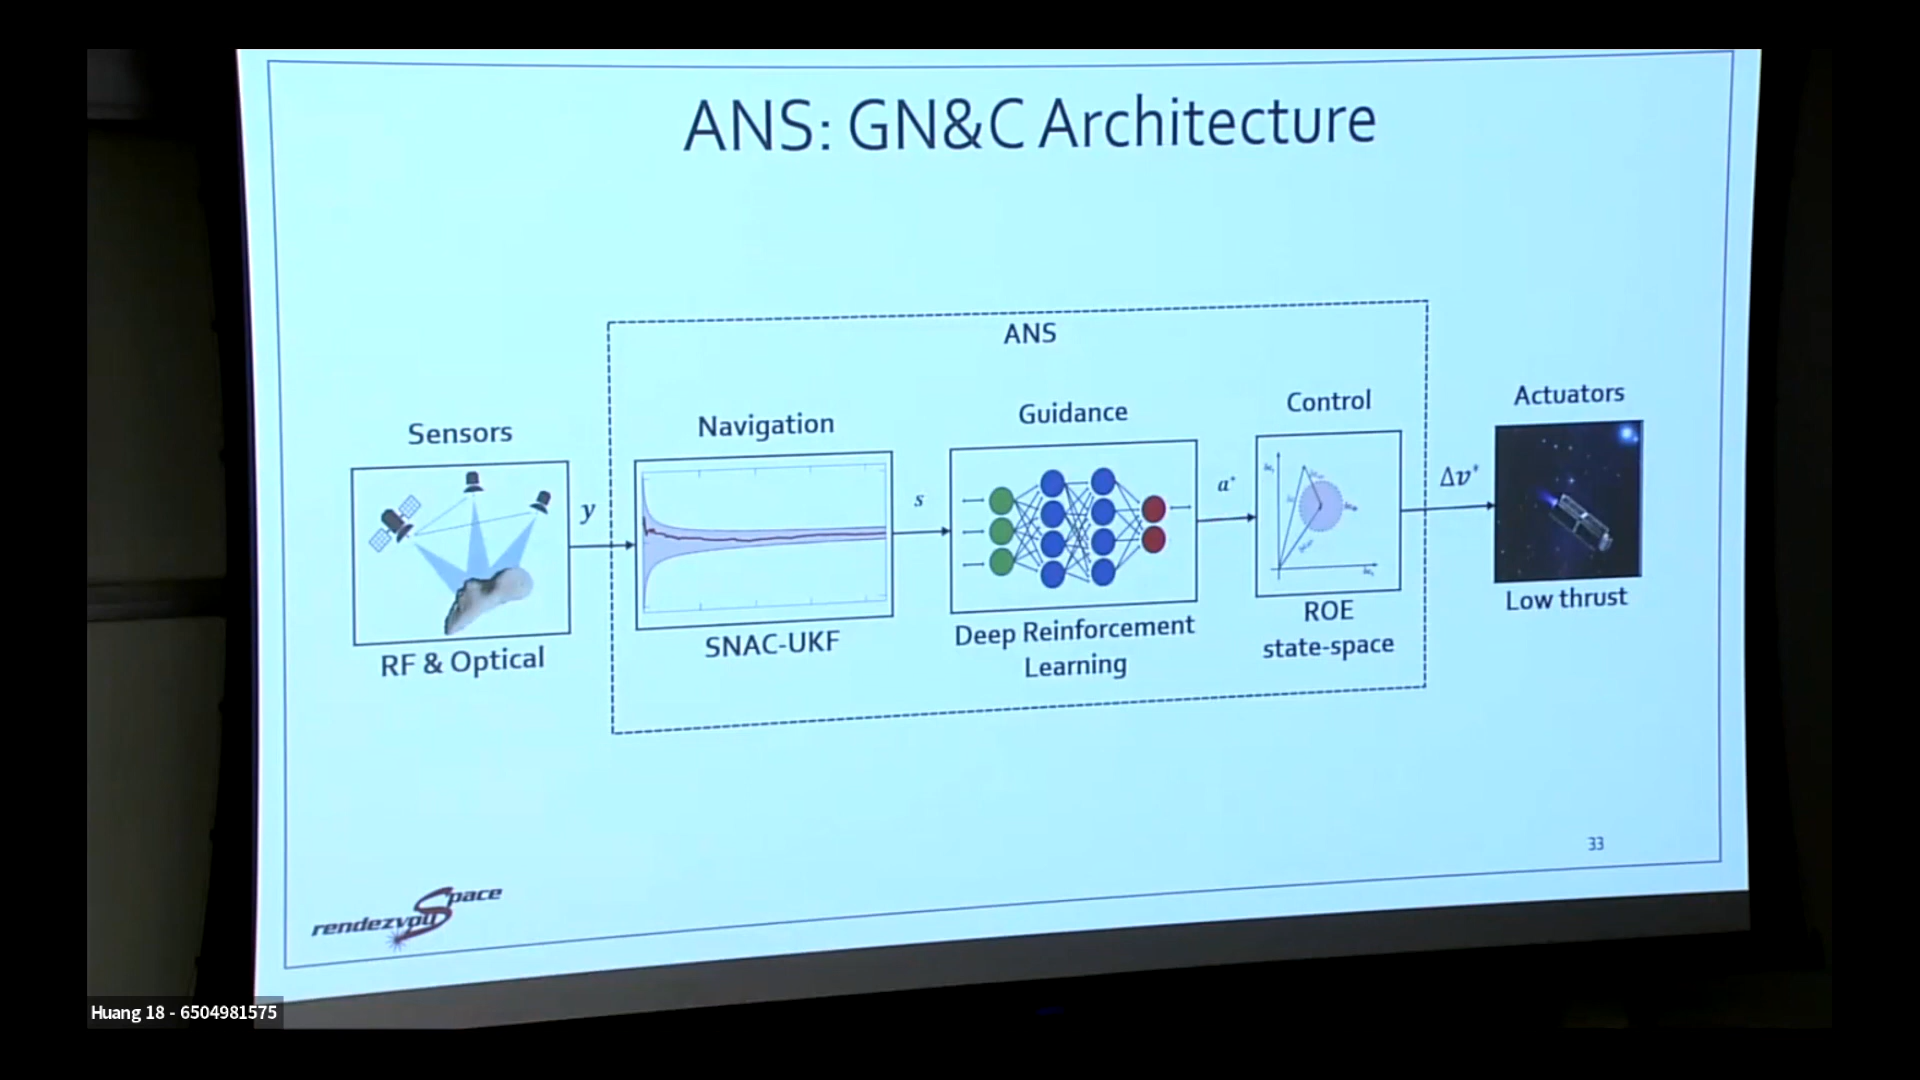 ANS: GN&C Architecture
ANS
Sensors
Navigation
Guidance
Control
Actuators
y
s
a*
Δv*
RF & Optical
SNAC-UKF
Deep Reinforcement
Learning
ROE
state-space
Low thrust
33
rendezvouSpace
Huang 18 - 6504981575